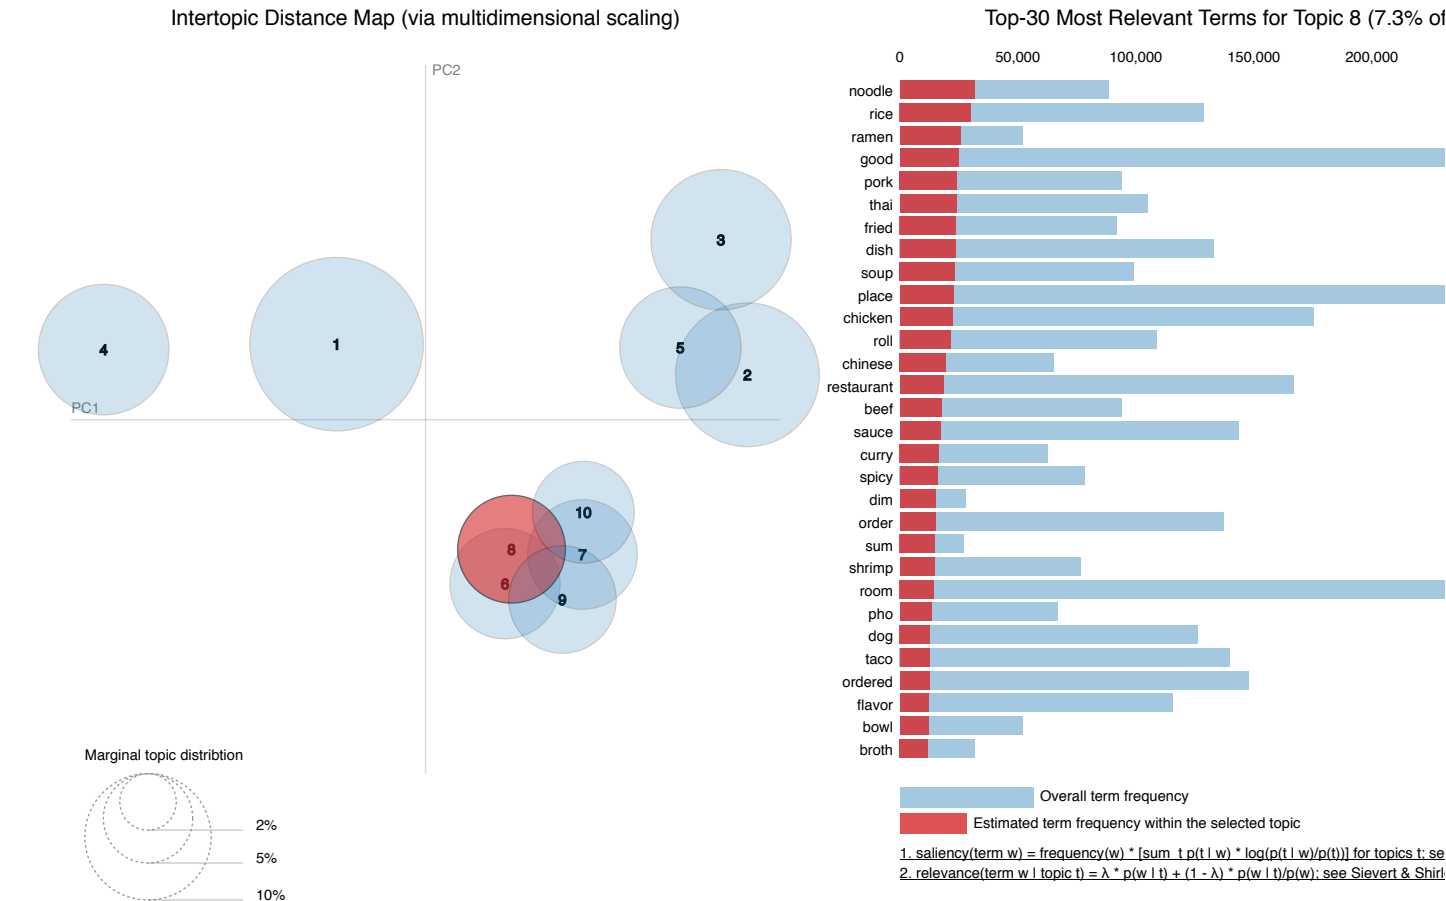 Intertopic Distance Map (via multidimensional scaling)
PC2
PC1
4
1
3
5
2
10
8
7
6
9
Marginal topic distribtion
2%
5%
10%
Top-30 Most Relevant Terms for Topic 8 (7.3% of
0 50,000 100,000 150,000 200,000
noodle
rice
ramen
good
pork
thai
fried
dish
soup
place
chicken
roll
chinese
restaurant
beef
sauce
curry
spicy
dim
order
sum
shrimp
room
pho
dog
taco
ordered
flavor
bowl
broth
Overall term frequency
Estimated term frequency within the selected topic
1. saliency(term w) = frequency(w) * [sum_t p(t | w) * log(p(t | w)/p(t))] for topics t; se
2. relevance(term w | topic t) = λ * p(w | t) + (1 - λ) * p(w | t)/p(w); see Sievert & Shirl